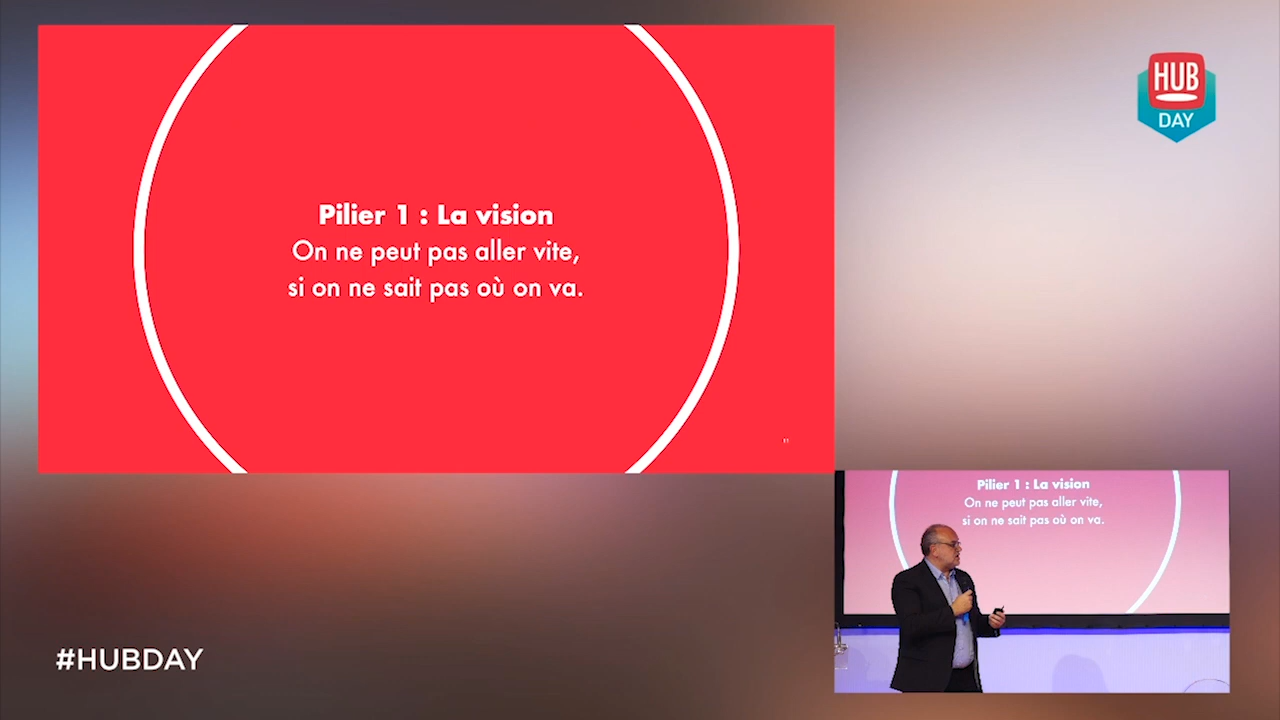 Pilier 1 : La vision
On ne peut pas aller vite,
si on ne sait pas où on va.
HUB
DAY
Pilier 1 : La vision
On ne peut pas aller vite,
si on ne sait pas où on va.
#HUBDAY